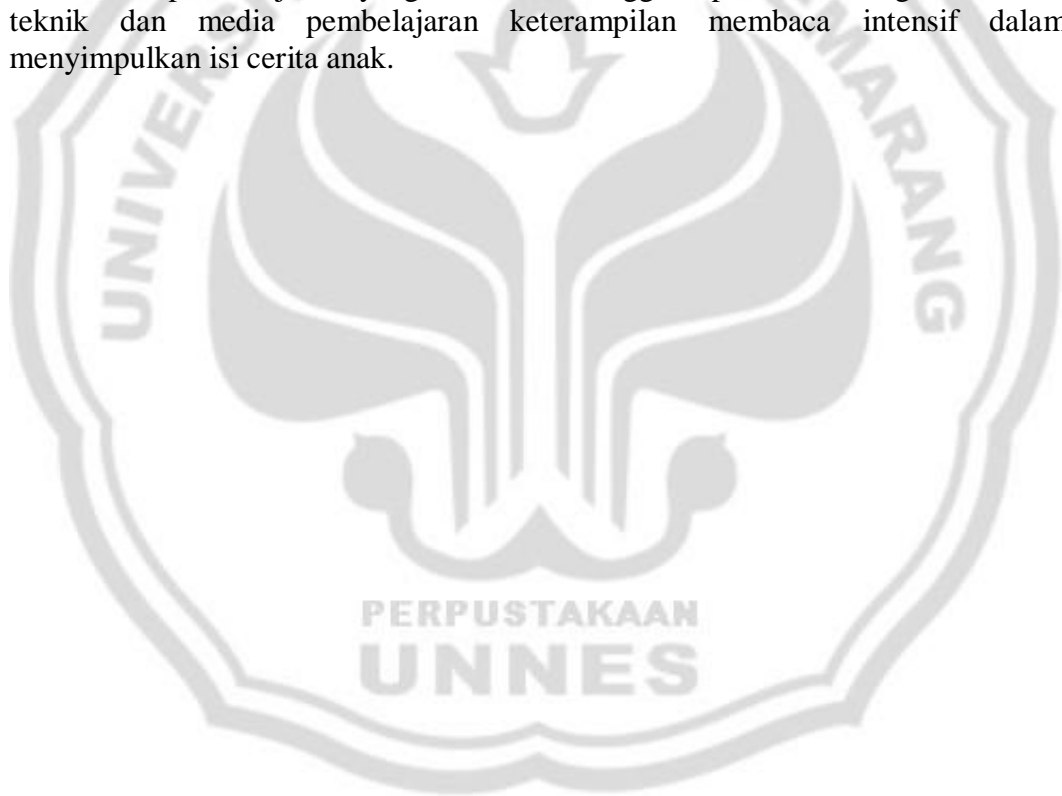 teknik dan media pembelajaran keterampilan membaca intensif dalam
menyimpulkan isi cerita anak.
PERPUSTAKAAN
UNNES